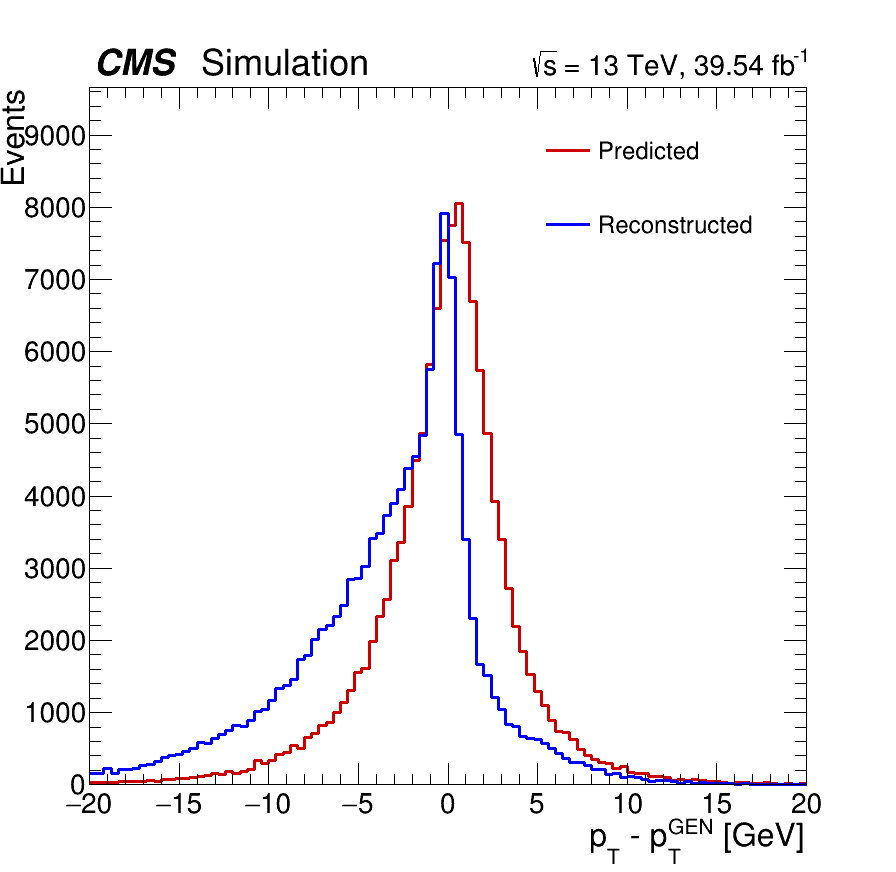 CMS Simulation √s = 13 TeV, 39.54 fb-1
Events
9000
8000
7000
6000
5000
4000
3000
2000
1000
0
Predicted
Reconstructed
−20 −15 −10 −5 0 5 10 15 20
pT - pTGEN [GeV]